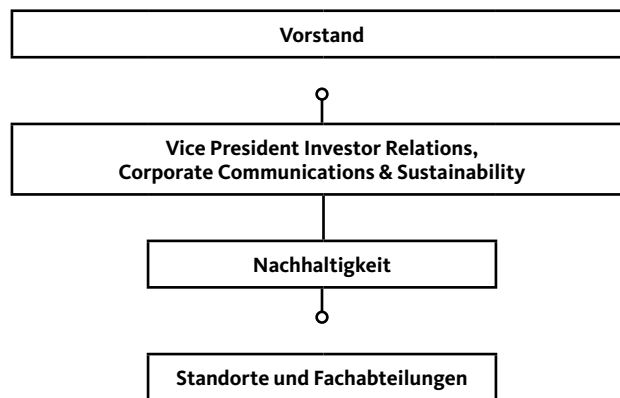 Vorstand
Vice President Investor Relations,
Corporate Communications & Sustainability
Nachhaltigkeit
Standorte und Fachabteilungen